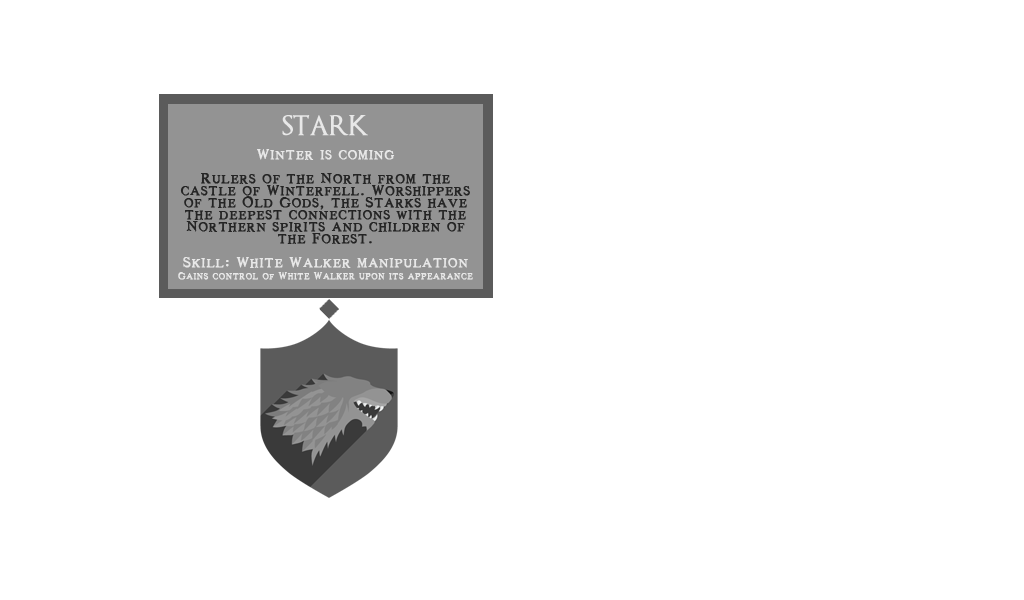 STARK
Winter is coming
Rulers of the North from the
castle of Winterfell. Worshippers
of the Old Gods, the Starks have
the deepest connections with the
Northern spirits and children of
the Forest.
Skill: White Walker manipulation
Gains control of White Walker upon its appearance